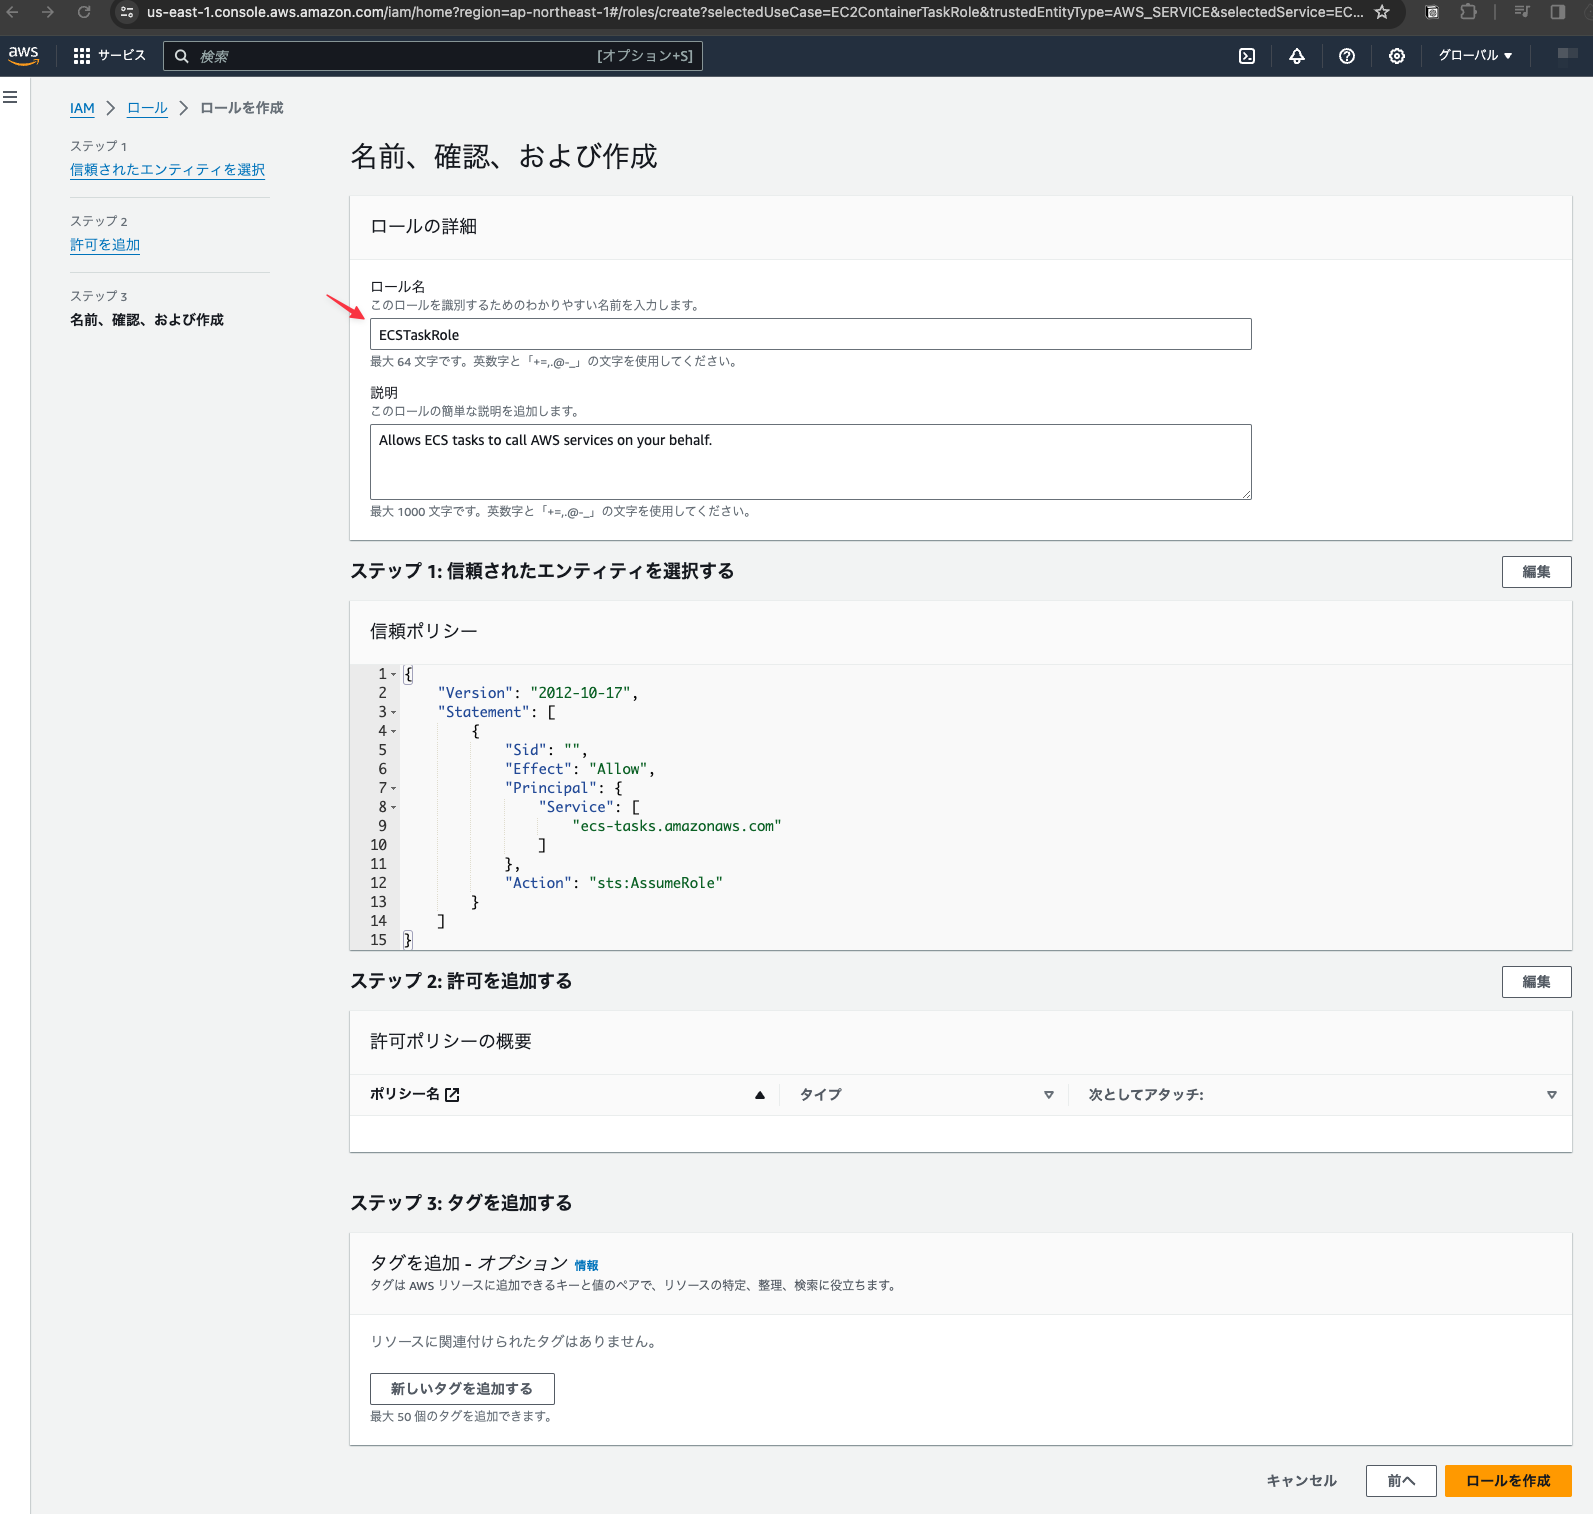 us-east-1.console.aws.amazon.com/iam/home?region=ap-northeast-1#/roles/create?selectedUseCase=EC2ContainerTaskRole&trustedEntityType=AWS_SERVICE&selectedService=EC...
aws サービス 検索 [オプション+S] グローバル
IAM ロール ロールを作成
ステップ 1
信頼されたエンティティを選択
ステップ 2
許可を追加
ステップ 3
名前、確認、および作成
名前、確認、および作成
ロールの詳細
ロール名
このロールを識別するためのわかりやすい名前を入力します。
ECSTaskRole
最大 64 文字です。英数字と「+=,.@-_」の文字を使用してください。
説明
このロールの簡単な説明を追加します。
Allows ECS tasks to call AWS services on your behalf.
最大 1000 文字です。英数字と「+=,.@-_」の文字を使用してください。
ステップ 1: 信頼されたエンティティを選択する 編集
信頼ポリシー
1 {
2 "Version": "2012-10-17",
3 "Statement": [
4 {
5 "Sid": "",
6 "Effect": "Allow",
7 "Principal": {
8 "Service": [
9 "ecs-tasks.amazonaws.com"
10 ]
11 },
12 "Action": "sts:AssumeRole"
13 }
14 ]
15 }
ステップ 2: 許可を追加する 編集
許可ポリシーの概要
ポリシー名 タイプ 次としてアタッチ:
ステップ 3: タグを追加する
タグを追加 - オプション 情報
タグは AWS リソースに追加できるキーと値のペアで、リソースの特定、整理、検索に役立ちます。
リソースに関連付けられたタグはありません。
新しいタグを追加する
最大 50 個のタグを追加できます。
キャンセル 前へ ロールを作成